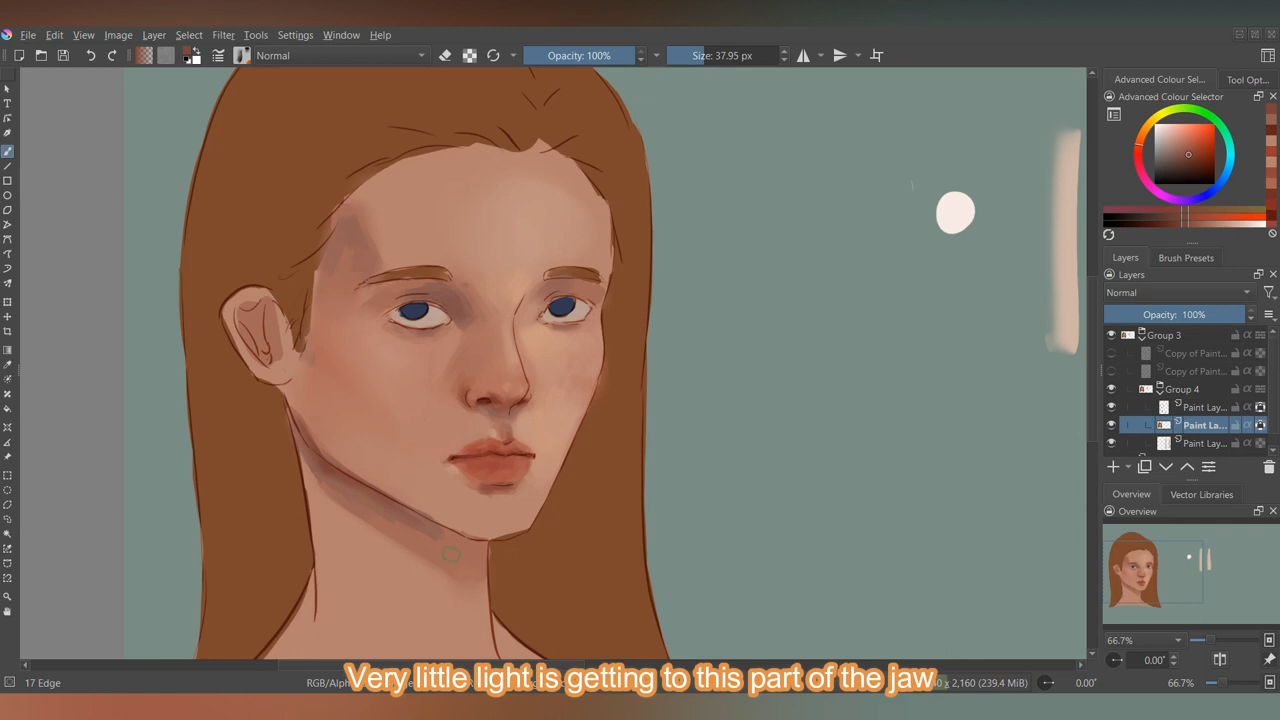 File Edit View Image Layer Select Filter Tools Settings Window Help
Normal Opacity: 100% Size: 37.95 px
Advanced Colour Sel... Tool Opt...
Advanced Colour Selector
Layers Brush Presets
Layers
Normal
Opacity: 100%
Group 3
Copy of Paint...
Copy of Paint...
Group 4
Paint Lay...
Paint La...
Paint Lay...
Overview Vector Libraries
Overview
66.7%
0.00°
Very little light is getting to this part of the jaw
17 Edge RGB/Alpha x 2,160 (239.4 MiB) 0.00° 66.7%